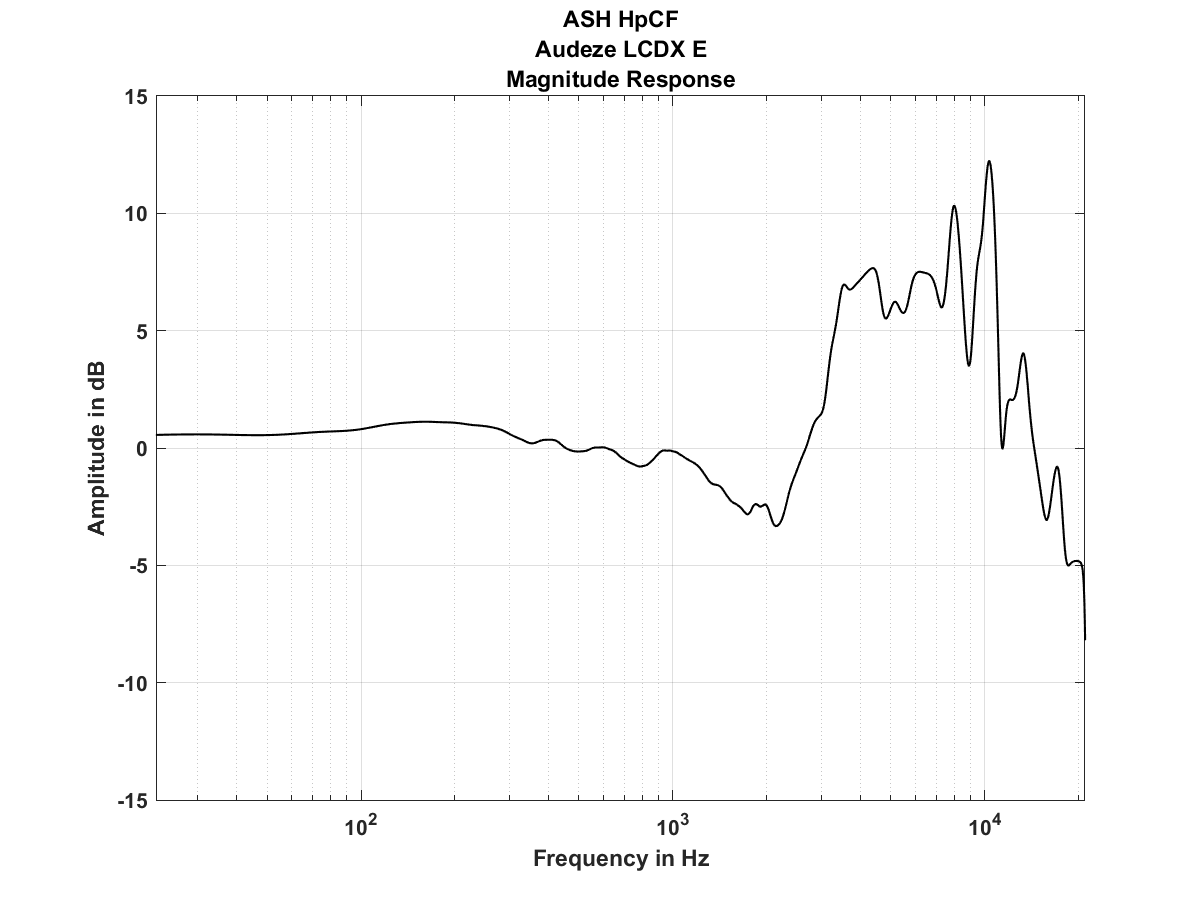 ASH HpCF
Audeze LCDX E
Magnitude Response
15
10
5
0
-5
-10
-15
Amplitude in dB
10²
10³
10⁴
Frequency in Hz